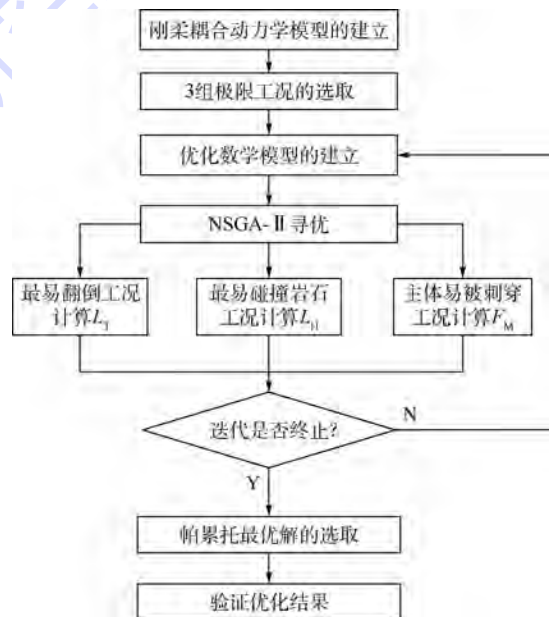 刚柔耦合动力学模型的建立
3组极限工况的选取
优化数学模型的建立
NSGA-Ⅱ寻优
最易翻倒工况
计算L_T
最易碰撞岩石
工况计算L_H
主体易被刺穿
工况计算F_M
迭代是否终止?
N
Y
帕累托最优解的选取
验证优化结果